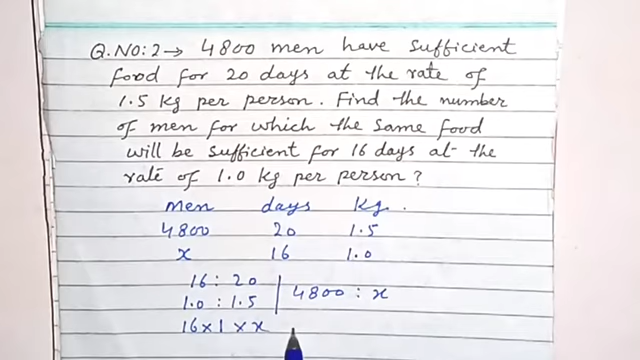 Q.NO:2→ 4800 men have sufficient
food for 20 days at the rate of
1.5 kg per person. Find the number
of men for which the same food
will be sufficient for 16 days at the
rate of 1.0 kg per person?
men days kg.
4800 20 1.5
x 16 1.0
16 : 20
1.0 : 1.5 | 4800 : x
16×1×x